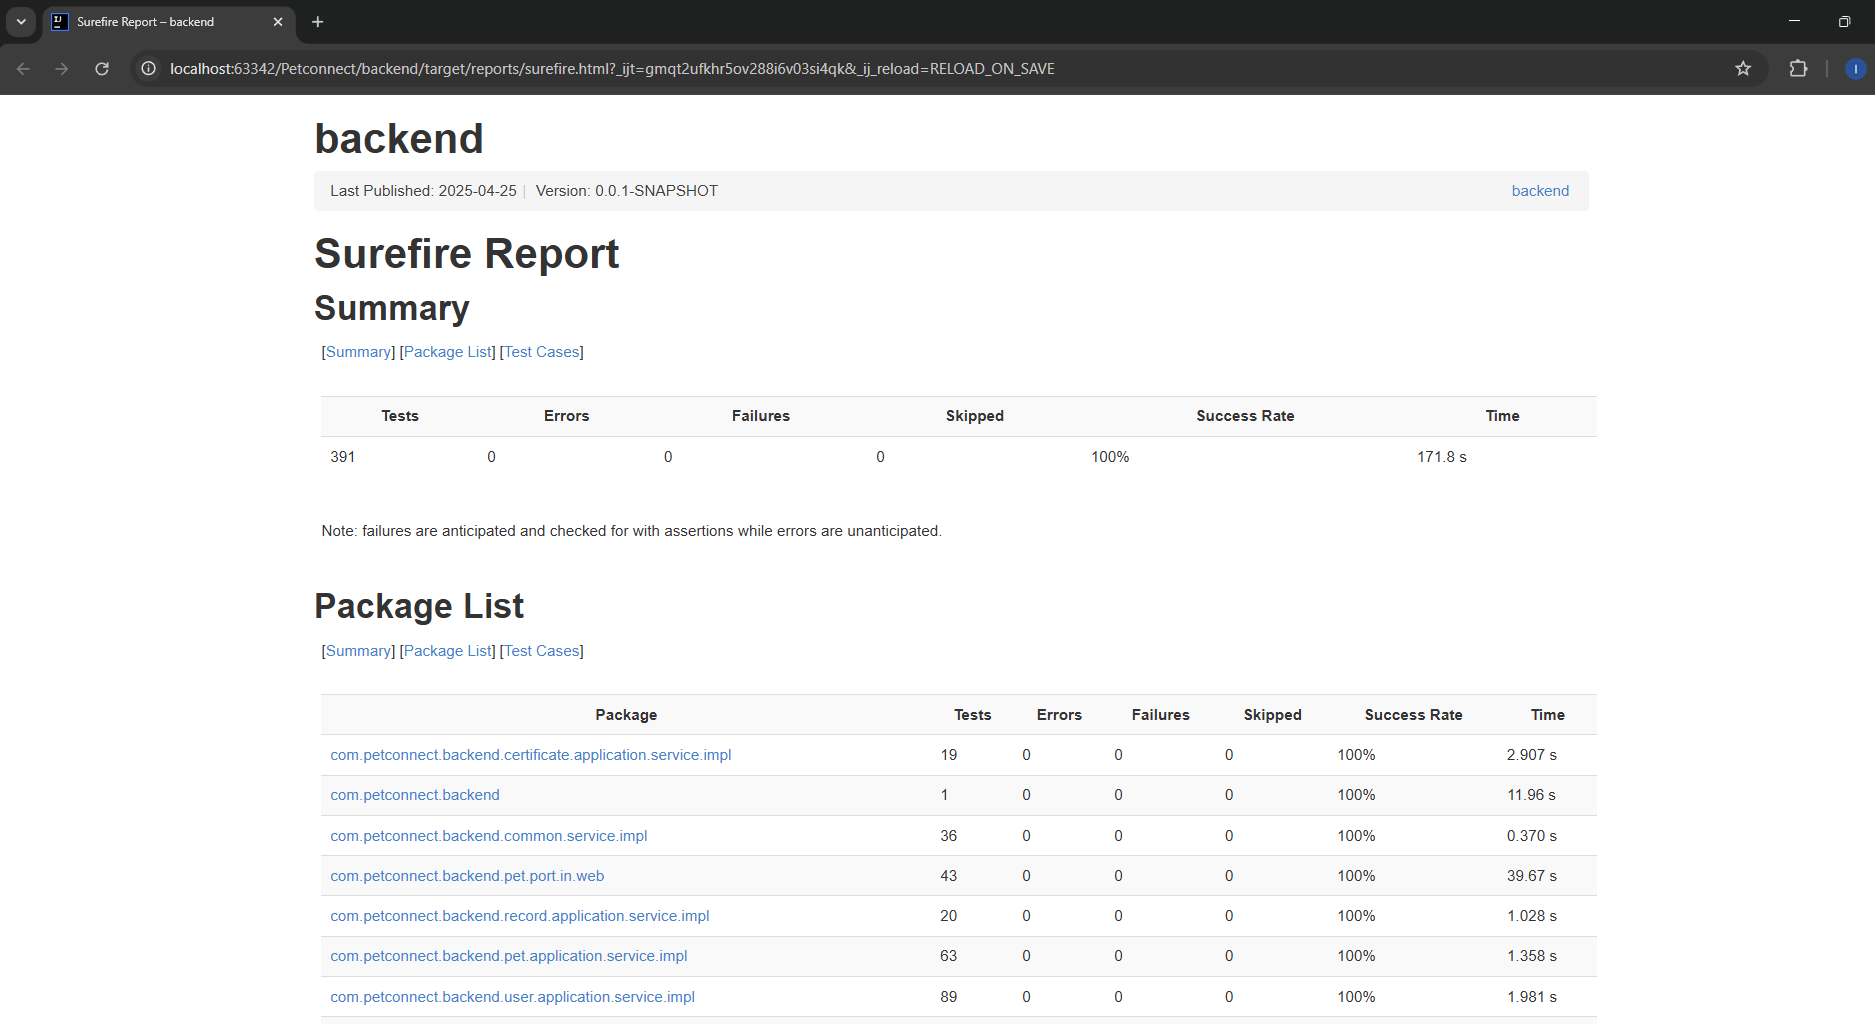 Surefire Report – backend
localhost:63342/Petconnect/backend/target/reports/surefire.html?_ijt=gmqt2ufkhr5ov288i6v03si4qk&_ij_reload=RELOAD_ON_SAVE
I
backend
Last Published: 2025-04-25 | Version: 0.0.1-SNAPSHOT backend
Surefire Report
Summary
[Summary] [Package List] [Test Cases]
Tests Errors Failures Skipped Success Rate Time
391 0 0 0 100% 171.8 s
Note: failures are anticipated and checked for with assertions while errors are unanticipated.
Package List
[Summary] [Package List] [Test Cases]
Package Tests Errors Failures Skipped Success Rate Time
com.petconnect.backend.certificate.application.service.impl 19 0 0 0 100% 2.907 s
com.petconnect.backend 1 0 0 0 100% 11.96 s
com.petconnect.backend.common.service.impl 36 0 0 0 100% 0.370 s
com.petconnect.backend.pet.port.in.web 43 0 0 0 100% 39.67 s
com.petconnect.backend.record.application.service.impl 20 0 0 0 100% 1.028 s
com.petconnect.backend.pet.application.service.impl 63 0 0 0 100% 1.358 s
com.petconnect.backend.user.application.service.impl 89 0 0 0 100% 1.981 s